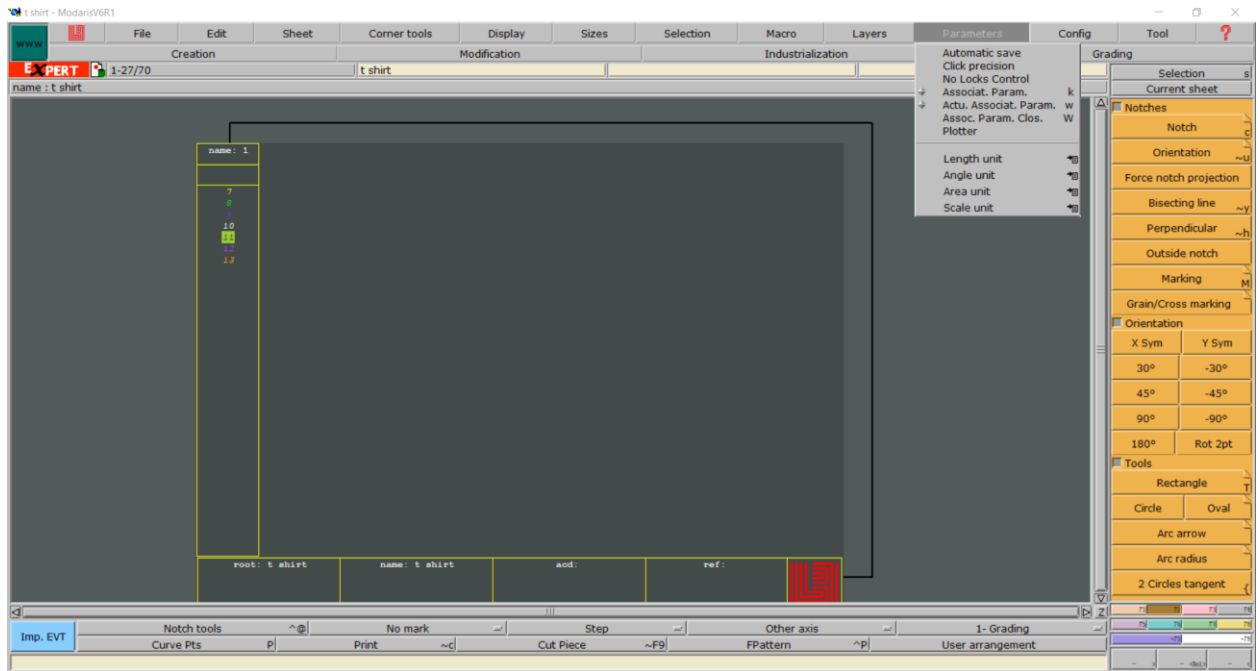 t shirt - ModarisV6R1
www File Edit Sheet Corner tools Display Sizes Selection Macro Layers Parameters Config Tool ?
Creation Modification Industrialization Grading
EXPERT 1-27/70 t shirt
name : t shirt
Automatic save
Click precision
No Locks Control
Associat. Param. k
Actu. Associat. Param. w
Assoc. Param. Clos. W
Plotter
Length unit
Angle unit
Area unit
Scale unit
Selection s
Current sheet
Notches
Notch c
Orientation ~u
Force notch projection
Bisecting line ~y
Perpendicular ~h
Outside notch
Marking M
Grain/Cross marking
Orientation
X Sym Y Sym
30° -30°
45° -45°
90° -90°
180° Rot 2pt
Tools
Rectangle T
Circle Oval
Arc arrow
Arc radius
2 Circles tangent {
name: 1
7
8
9
10
11
12
13
root: t shirt name: t shirt acd: ref:
Z
Imp. EVT
Notch tools ^@ No mark Step Other axis 1- Grading
Curve Pts P Print ~c Cut Piece ~F9 FPattern ^P User arrangement